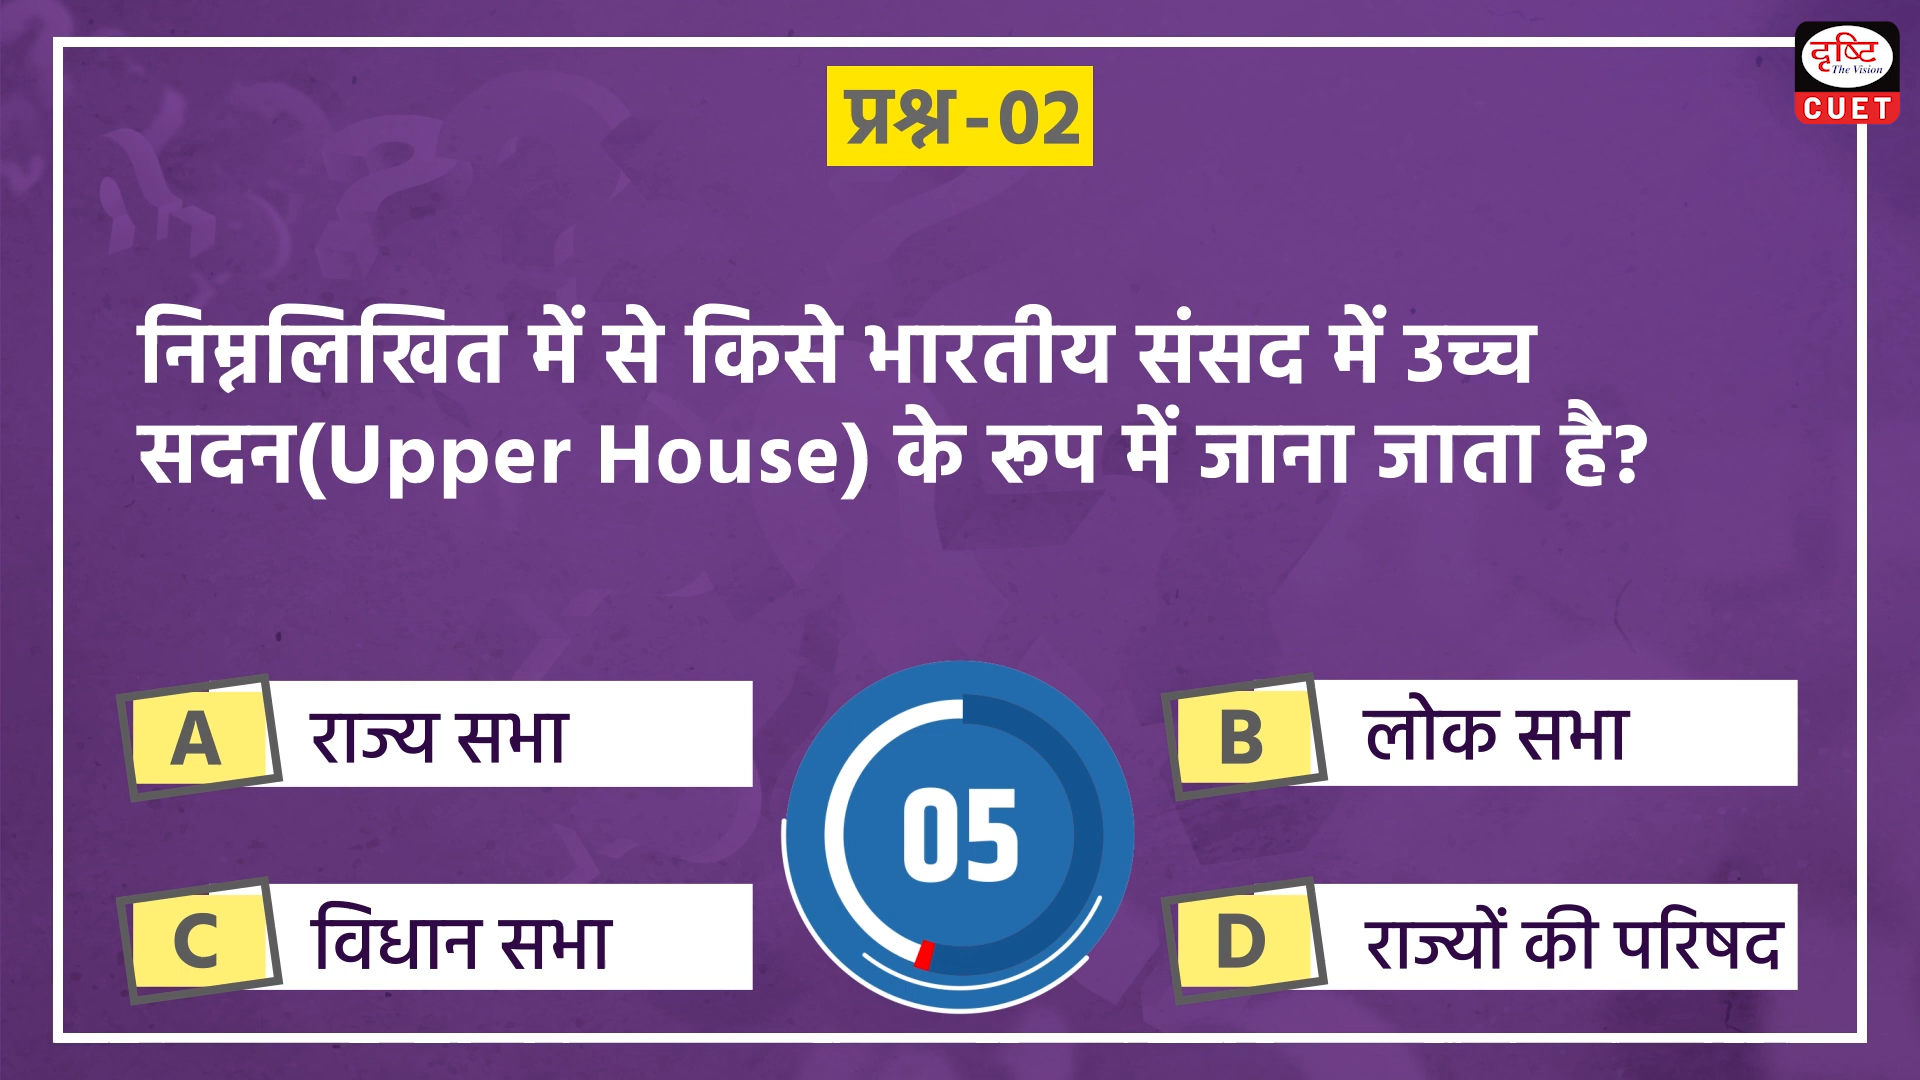 दृष्टि
The Vision
CUET
प्रश्न-02
निम्नलिखित में से किसे भारतीय संसद में उच्च
सदन(Upper House) के रूप में जाना जाता है?
A राज्य सभा
B लोक सभा
05
C विधान सभा
D राज्यों की परिषद